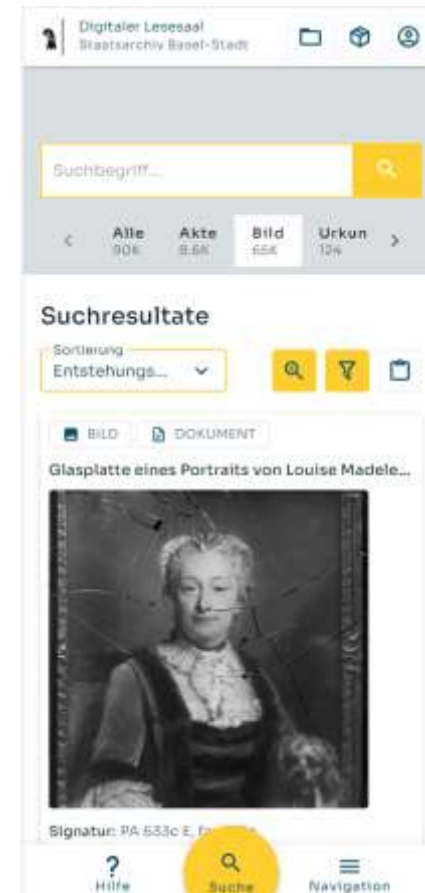 Digitaler Lesesaal
Staatsarchiv Basel-Stadt
Suchbegriff...
Alle Akte Bild Urkun
90K 8.6K 65K 124
Suchresultate
Sortierung
Entstehungs...
BILD DOKUMENT
Glasplatte eines Portraits von Louise Madele...
Signatur: PA 633c E,
Hilfe Suche Navigation